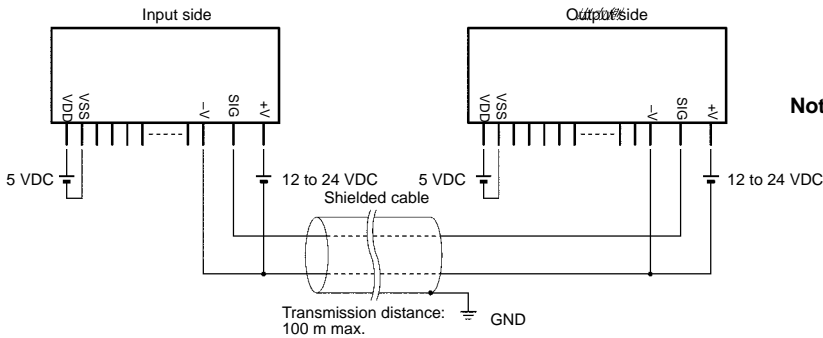 Input side
Output side
VDD
VSS
–V
SIG
+V
VDD
VSS
–V
SIG
+V
Not
5 VDC
12 to 24 VDC
5 VDC
12 to 24 VDC
Shielded cable
Transmission distance:
100 m max.
GND